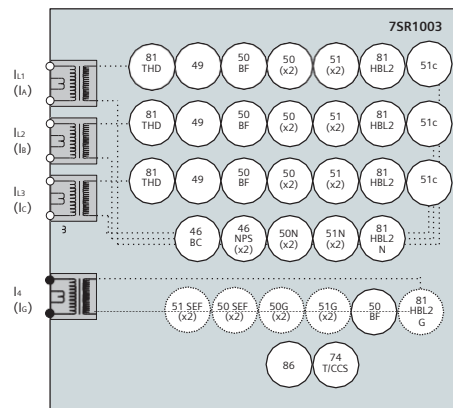 7SR1003
IL1
(IA)
81
THD
49
50
BF
50
(x2)
51
(x2)
81
HBL2
51c
IL2
(IB)
81
THD
49
50
BF
50
(x2)
51
(x2)
81
HBL2
51c
IL3
(IC)
81
THD
49
50
BF
50
(x2)
51
(x2)
81
HBL2
51c
3
46
BC
46
NPS
(x2)
50N
(x2)
51N
(x2)
81
HBL2
N
I4
(IG)
51 SEF
(x2)
50 SEF
(x2)
50G
(x2)
51G
(x2)
50
BF
81
HBL2
G
86
74
T/CCS